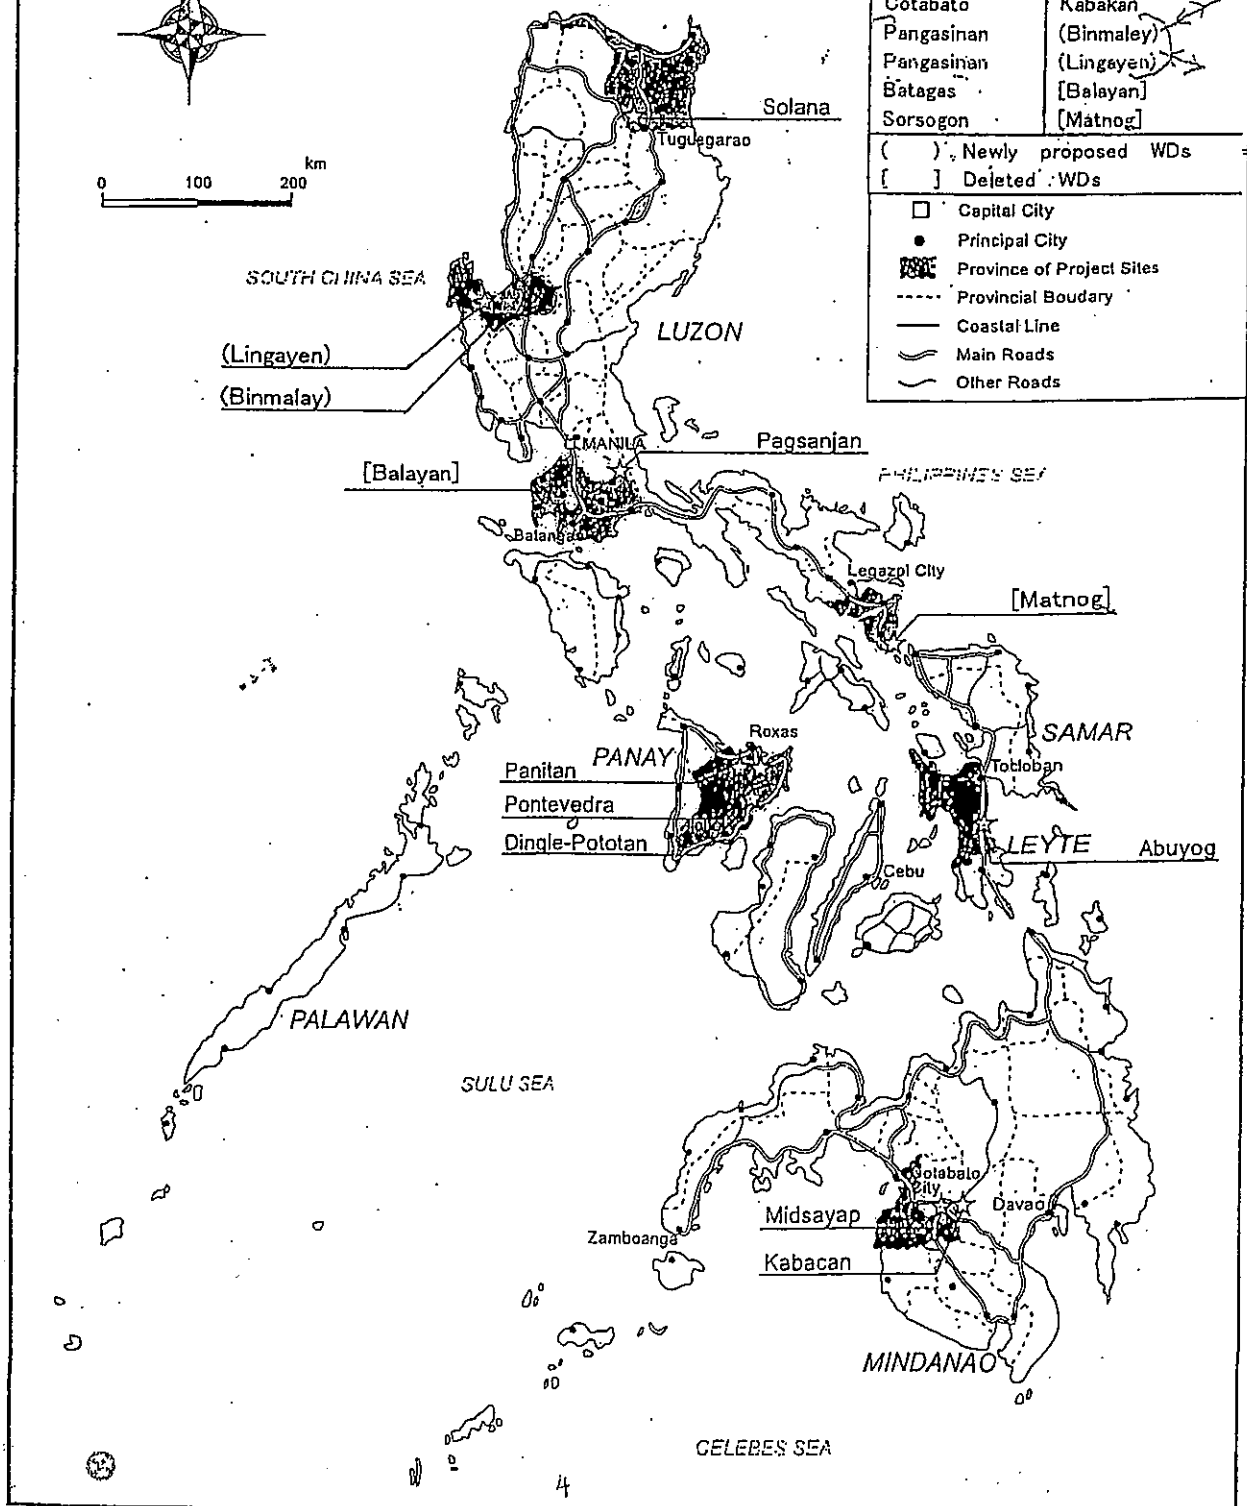 Cotabato Kabakan
Pangasinan (Binmaley)
Pangasinan (Lingayen)
Batagas [Balayan]
Sorsogon [Matnog]
( ) Newly proposed WDs
[ ] Deleted WDs
Capital City
Principal City
Province of Project Sites
Provincial Boudary
Coastal Line
Main Roads
Other Roads
km
0 100 200
Solana
Tuguegarao
SOUTH CHINA SEA
LUZON
(Lingayen)
(Binmalay)
MANILA
Pagsanjan
[Balayan]
PHILIPPINES SEA
Batangas
Legazpi City
[Matnog]
SAMAR
Roxas
PANAY
Panitan
Pontevedra
Dingle-Pototan
Tocloban
LEYTE
Abuyog
Cebu
PALAWAN
SULU SEA
Cotabato
City
Davao
Midsayap
Zamboanga
Kabacan
MINDANAO
CELEBES SEA
4